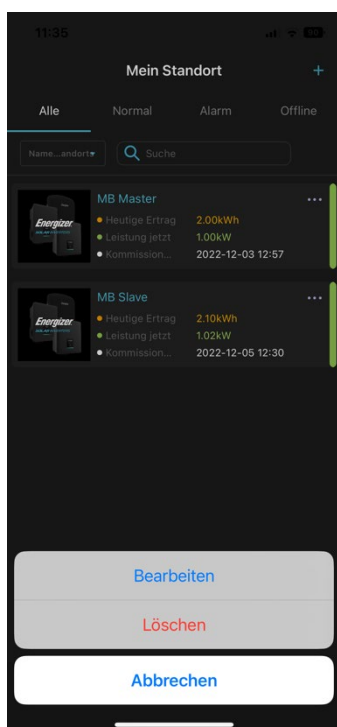 11:35
Mein Standort +
Alle Normal Alarm Offline
Name...andort Suche
MB Master ...
Energizer
Heutige Ertrag 2.00kWh
Leistung jetzt 1.00kW
Kommission... 2022-12-03 12:57
MB Slave ...
Energizer
Heutige Ertrag 2.10kWh
Leistung jetzt 1.02kW
Kommission... 2022-12-05 12:30
Bearbeiten
Löschen
Abbrechen